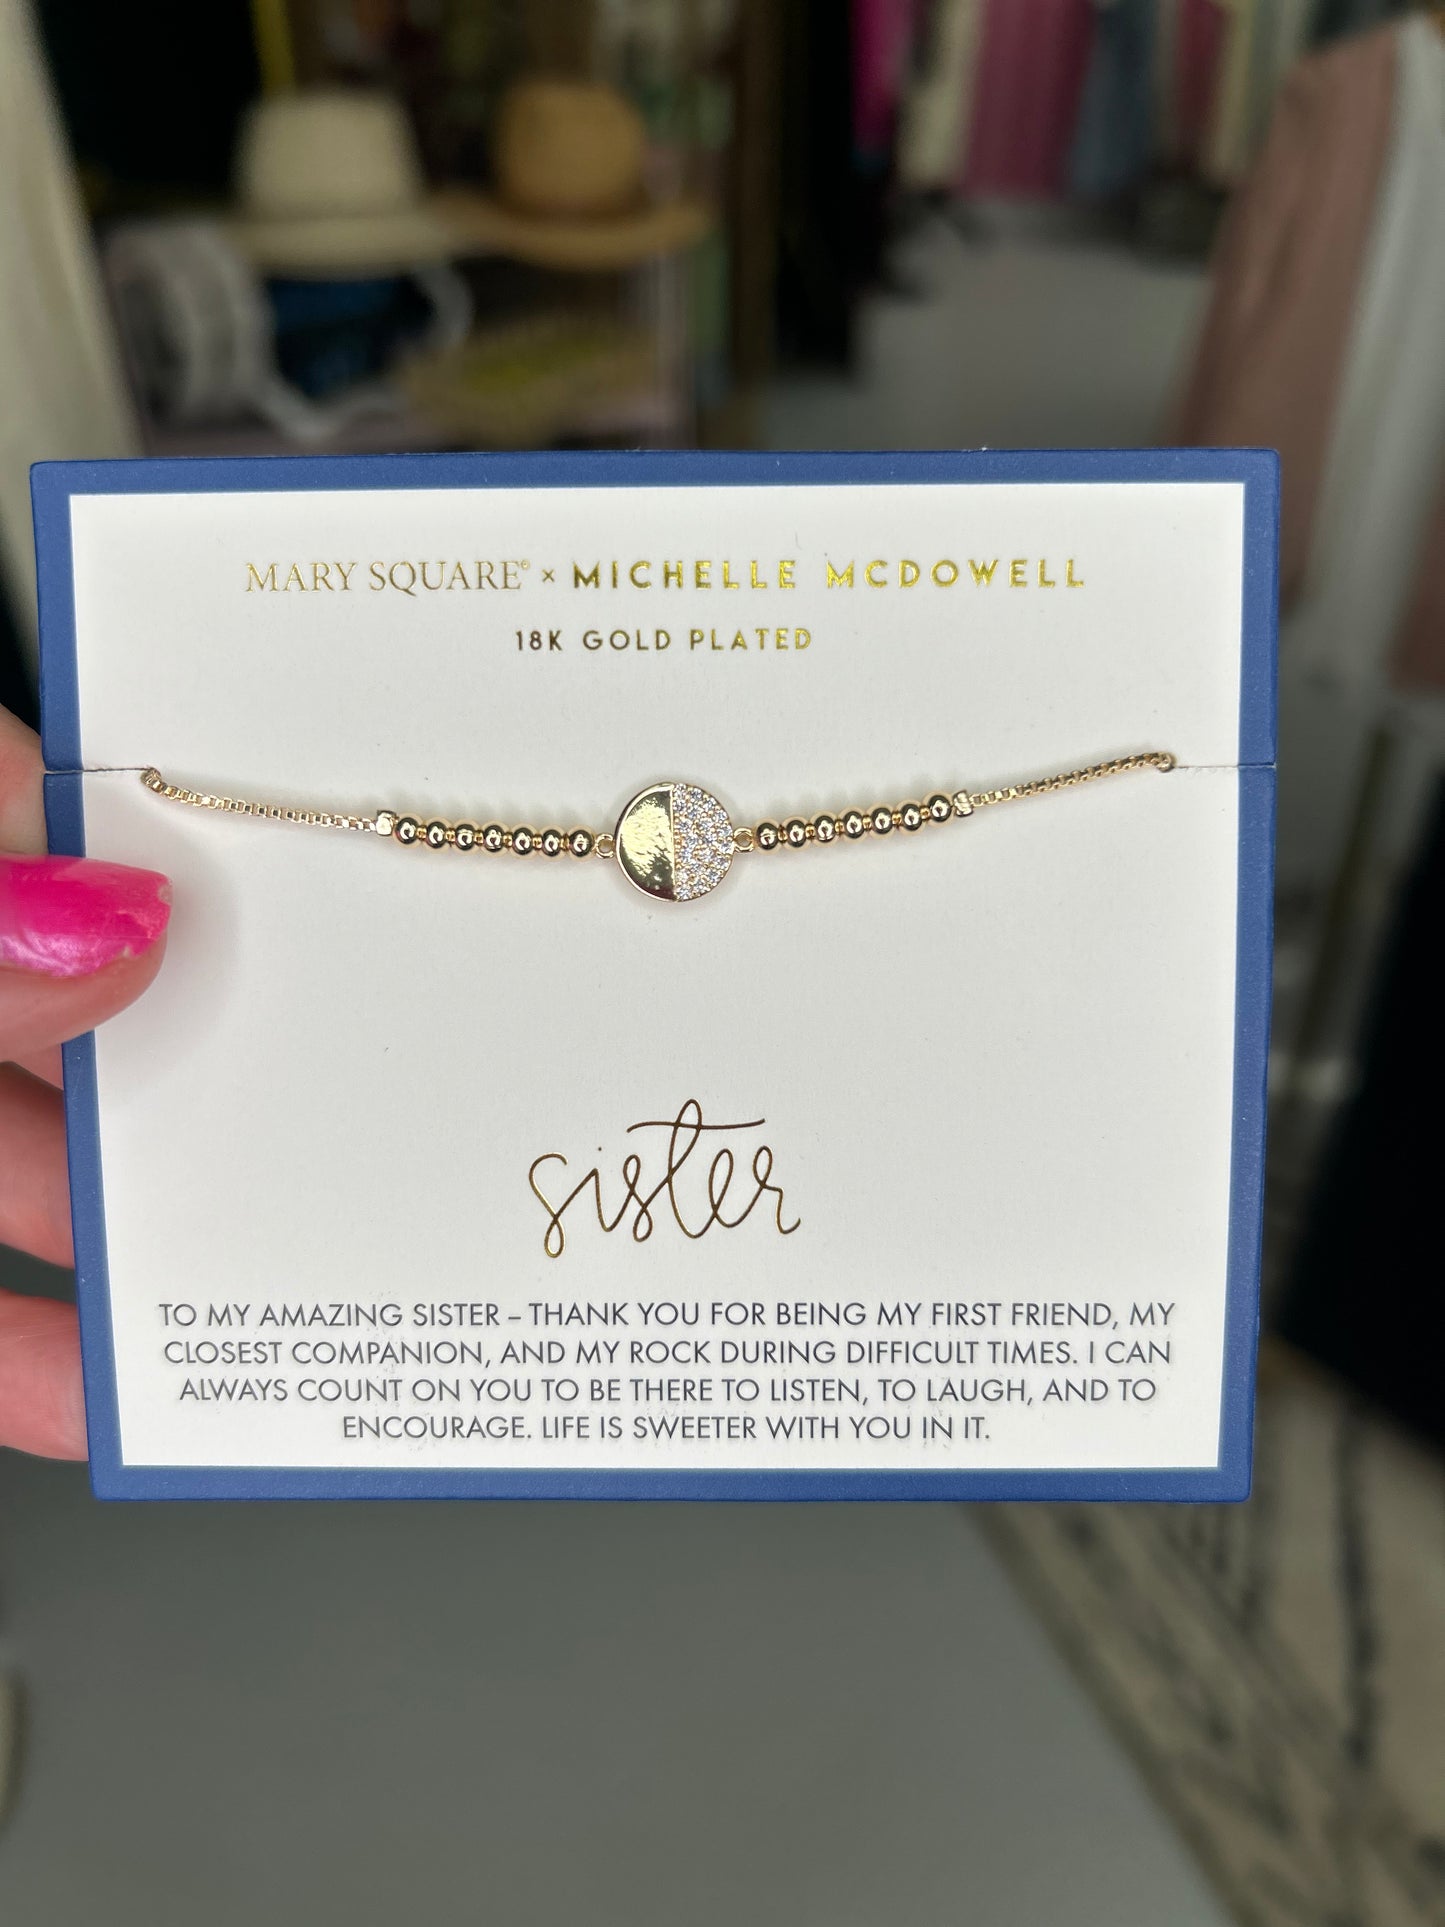 MARY SQUARE® × MICHELLE MCDOWELL
18K GOLD PLATED
sister
TO MY AMAZING SISTER – THANK YOU FOR BEING MY FIRST FRIEND, MY
CLOSEST COMPANION, AND MY ROCK DURING DIFFICULT TIMES. I CAN
ALWAYS COUNT ON YOU TO BE THERE TO LISTEN, TO LAUGH, AND TO
ENCOURAGE. LIFE IS SWEETER WITH YOU IN IT.